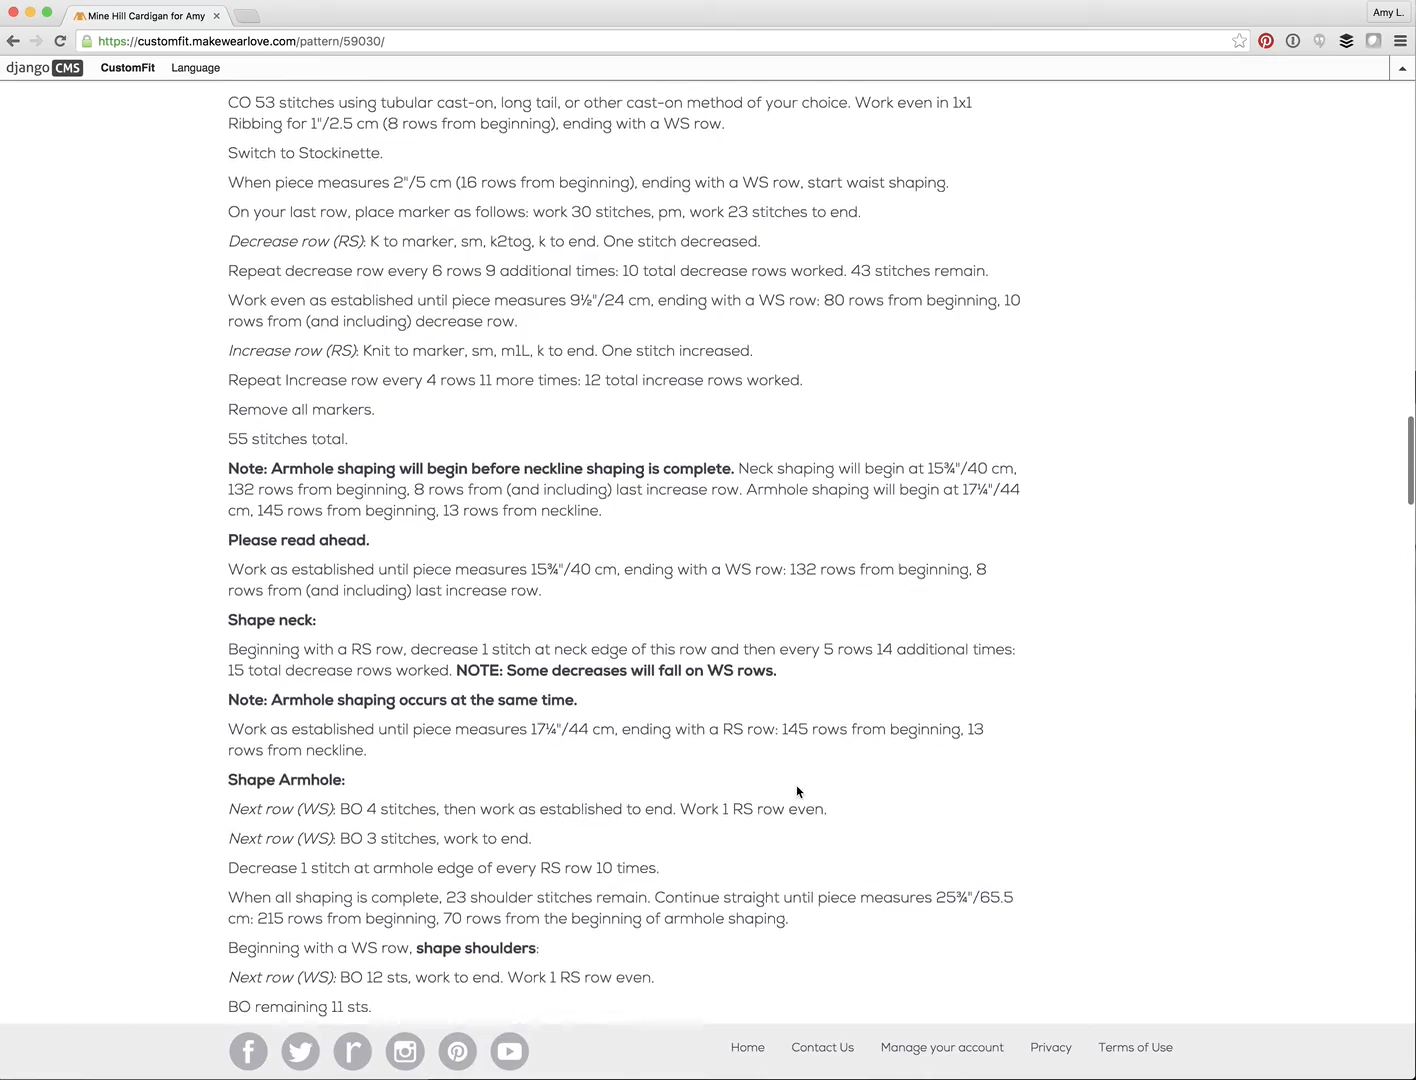 Mine Hill Cardigan for Amy
Amy L.
https://customfit.makewearlove.com/pattern/59030/
django CMS CustomFit Language
CO 53 stitches using tubular cast-on, long tail, or other cast-on method of your choice. Work even in 1x1
Ribbing for 1"/2.5 cm (8 rows from beginning), ending with a WS row.
Switch to Stockinette.
When piece measures 2"/5 cm (16 rows from beginning), ending with a WS row, start waist shaping.
On your last row, place marker as follows: work 30 stitches, pm, work 23 stitches to end.
Decrease row (RS): K to marker, sm, k2tog, k to end. One stitch decreased.
Repeat decrease row every 6 rows 9 additional times: 10 total decrease rows worked. 43 stitches remain.
Work even as established until piece measures 9½"/24 cm, ending with a WS row: 80 rows from beginning, 10
rows from (and including) decrease row.
Increase row (RS): Knit to marker, sm, m1L, k to end. One stitch increased.
Repeat Increase row every 4 rows 11 more times: 12 total increase rows worked.
Remove all markers.
55 stitches total.
Note: Armhole shaping will begin before neckline shaping is complete. Neck shaping will begin at 15¾"/40 cm,
132 rows from beginning, 8 rows from (and including) last increase row. Armhole shaping will begin at 17¼"/44
cm, 145 rows from beginning, 13 rows from neckline.
Please read ahead.
Work as established until piece measures 15¾"/40 cm, ending with a WS row: 132 rows from beginning, 8
rows from (and including) last increase row.
Shape neck:
Beginning with a RS row, decrease 1 stitch at neck edge of this row and then every 5 rows 14 additional times:
15 total decrease rows worked. NOTE: Some decreases will fall on WS rows.
Note: Armhole shaping occurs at the same time.
Work as established until piece measures 17¼"/44 cm, ending with a RS row: 145 rows from beginning, 13
rows from neckline.
Shape Armhole:
Next row (WS): BO 4 stitches, then work as established to end. Work 1 RS row even.
Next row (WS): BO 3 stitches, work to end.
Decrease 1 stitch at armhole edge of every RS row 10 times.
When all shaping is complete, 23 shoulder stitches remain. Continue straight until piece measures 25¾"/65.5
cm: 215 rows from beginning, 70 rows from the beginning of armhole shaping.
Beginning with a WS row, shape shoulders:
Next row (WS): BO 12 sts, work to end. Work 1 RS row even.
BO remaining 11 sts.
Home Contact Us Manage your account Privacy Terms of Use